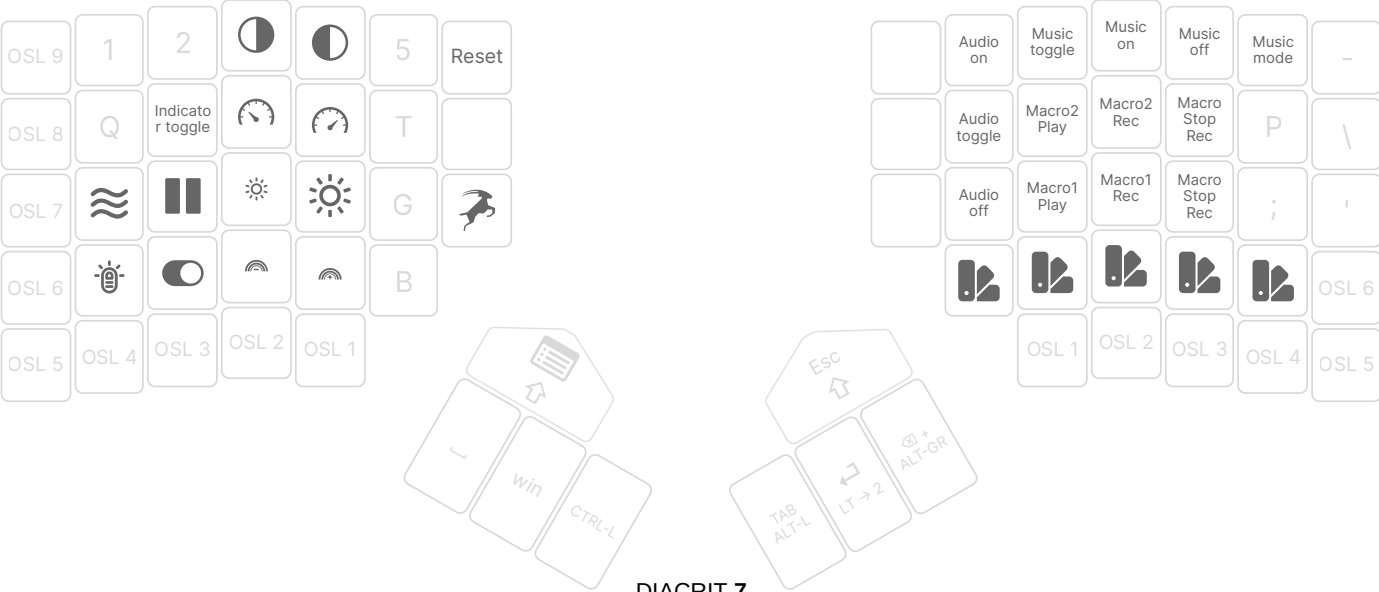 OSL 9
1
2
5
Reset
Audio
on
Music
toggle
Music
on
Music
off
Music
mode
-
OSL 8
Q
Indicato
r toggle
T
Audio
toggle
Macro2
Play
Macro2
Rec
Macro
Stop
Rec
P
\
OSL 7
G
Audio
off
Macro1
Play
Macro1
Rec
Macro
Stop
Rec
;
'
OSL 6
B
OSL 6
OSL 5
OSL 4
OSL 3
OSL 2
OSL 1
OSL 1
OSL 2
OSL 3
OSL 4
OSL 5
Esc
win
CTRL-L
TAB
ALT-L
LT → 2
+
ALT-GR
DIACRIT 7